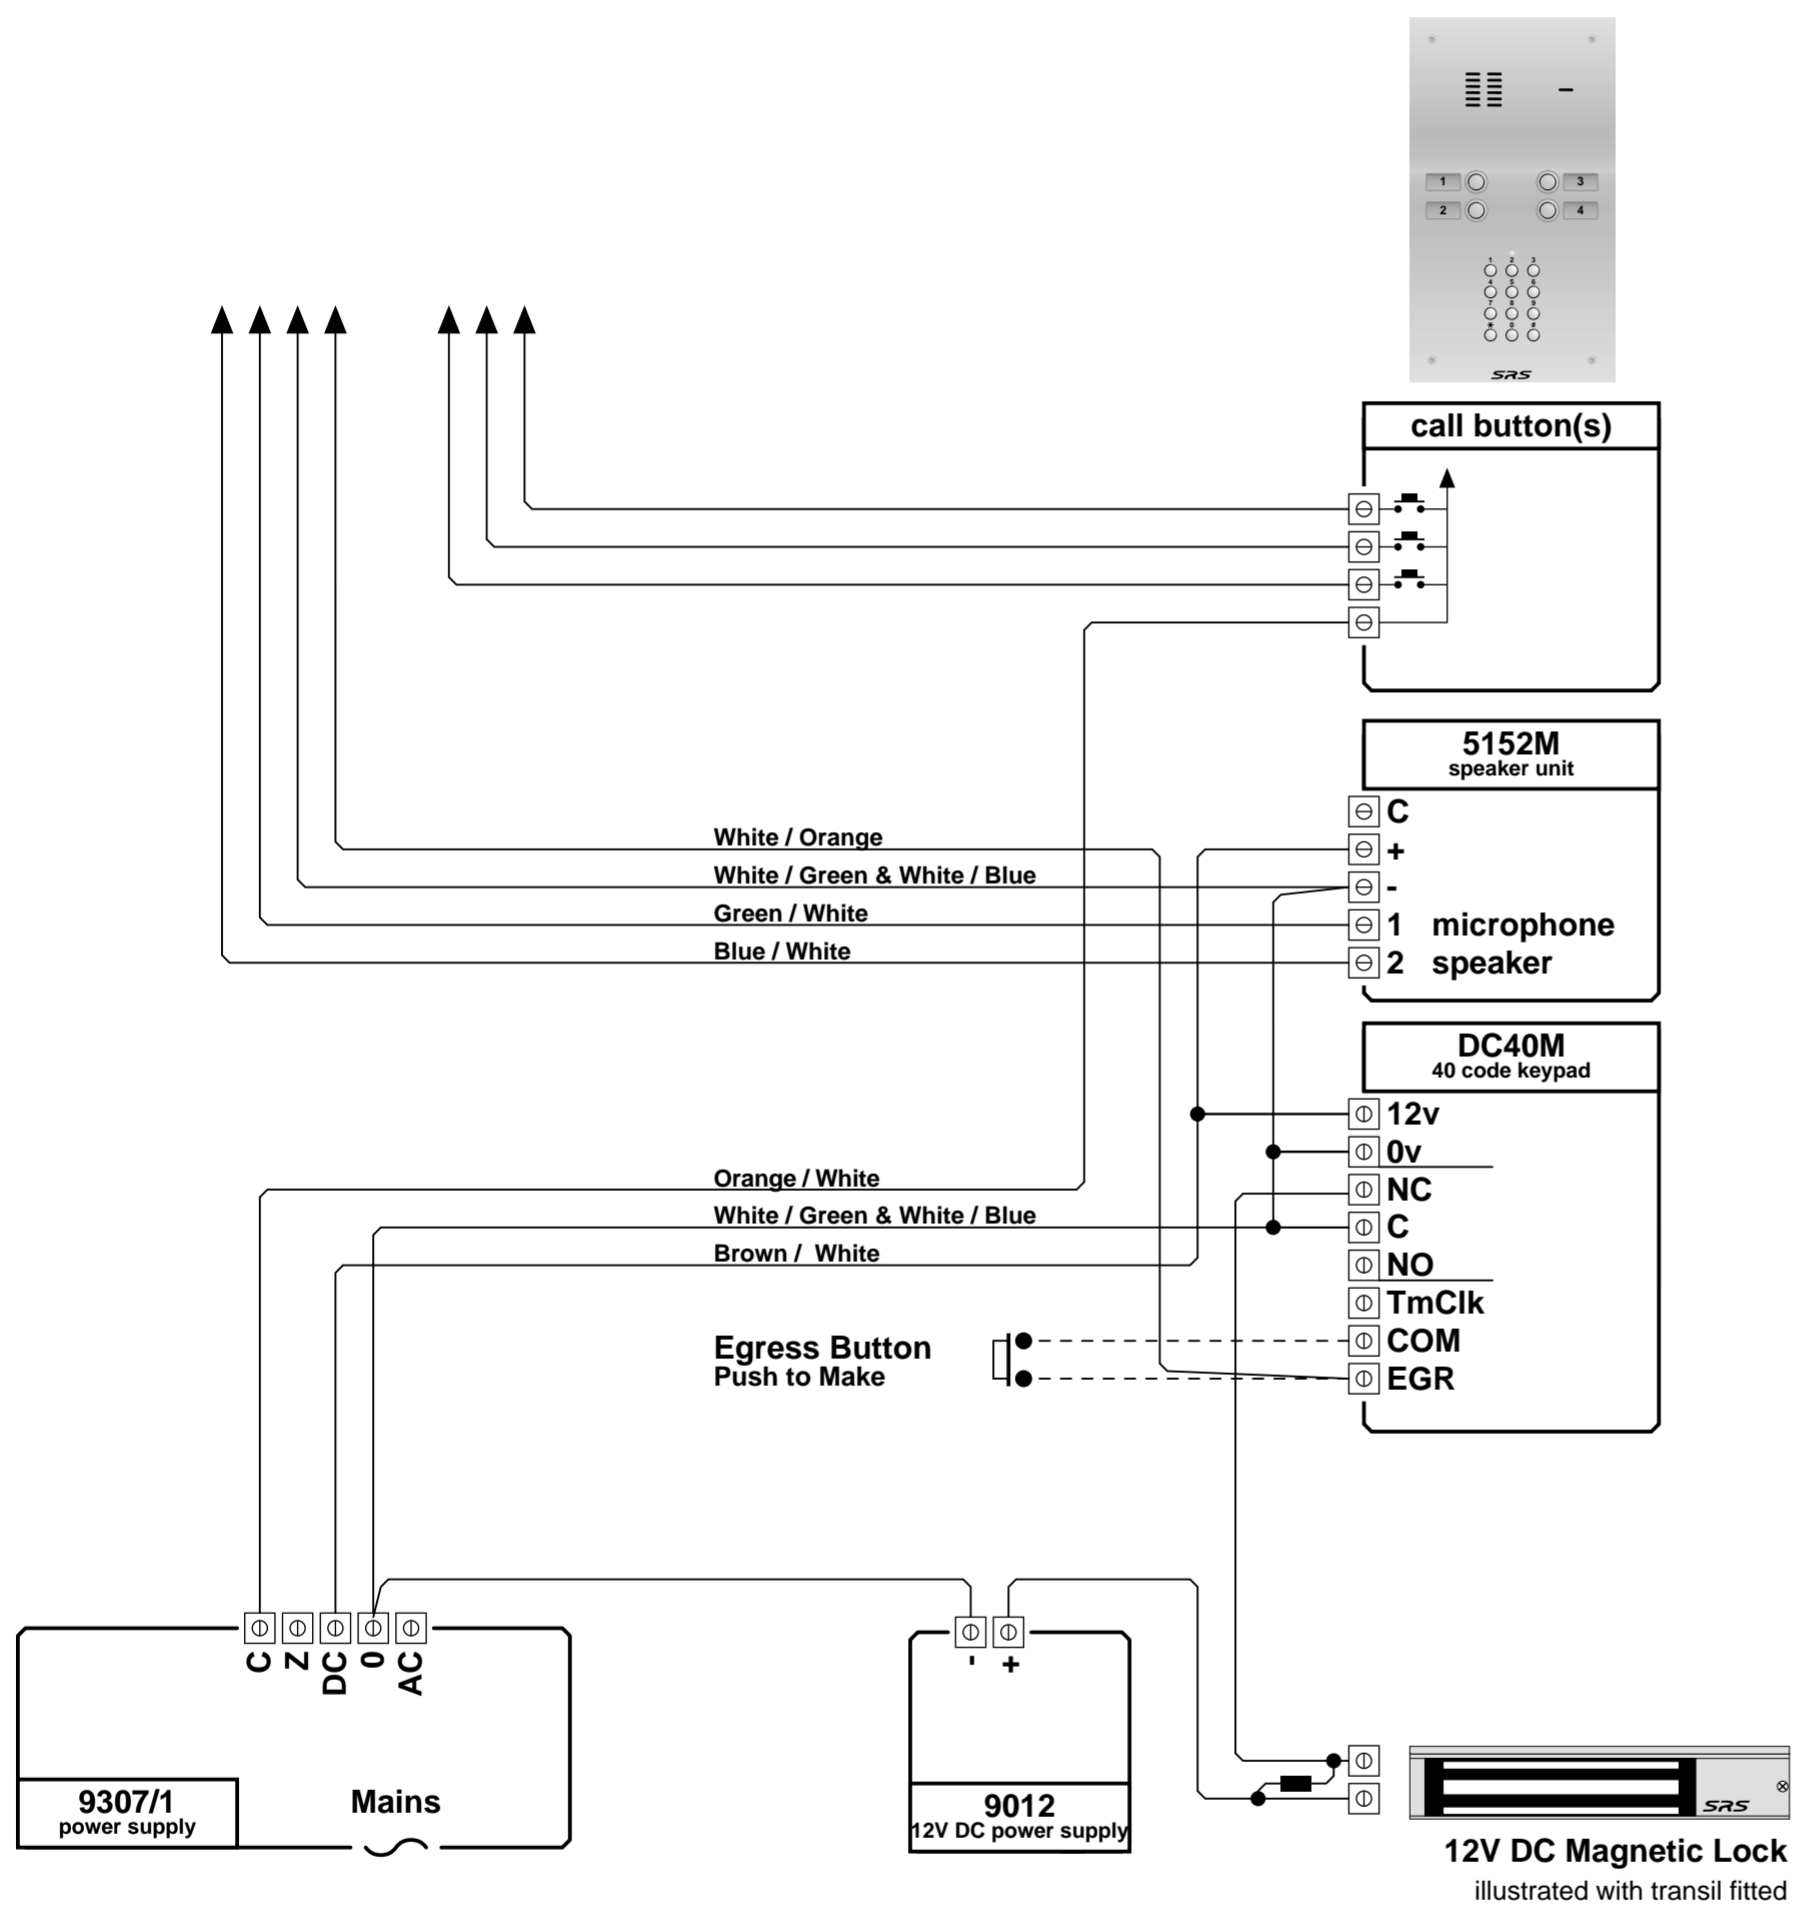 1 3
2 4
1 2 3
4 5 6
7 8 9
* 0 #
SRS
call button(s)
5152M
speaker unit
C
+
-
1 microphone
2 speaker
White / Orange
White / Green & White / Blue
Green / White
Blue / White
DC40M
40 code keypad
12v
0v
NC
C
NO
TmClk
COM
EGR
Orange / White
White / Green & White / Blue
Brown / White
Egress Button
Push to Make
C Z DC 0 AC
Mains
9307/1
power supply
- +
9012
12V DC power supply
SRS
12V DC Magnetic Lock
illustrated with transil fitted